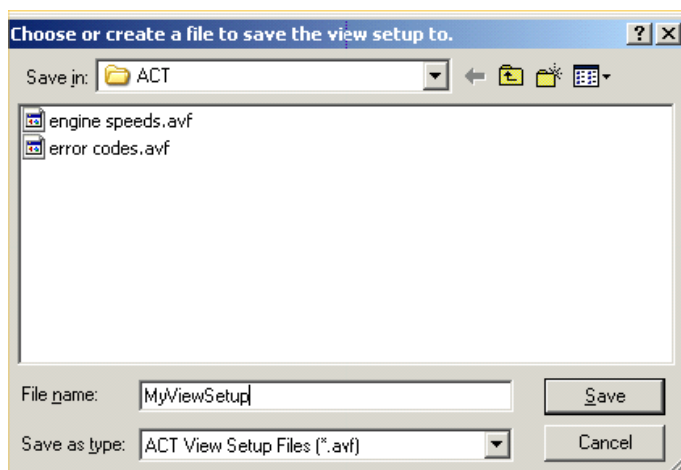 Choose or create a file to save the view setup to.
Save in: ACT
engine speeds.avf
error codes.avf
File name: MyViewSetup Save
Save as type: ACT View Setup Files (*.avf) Cancel